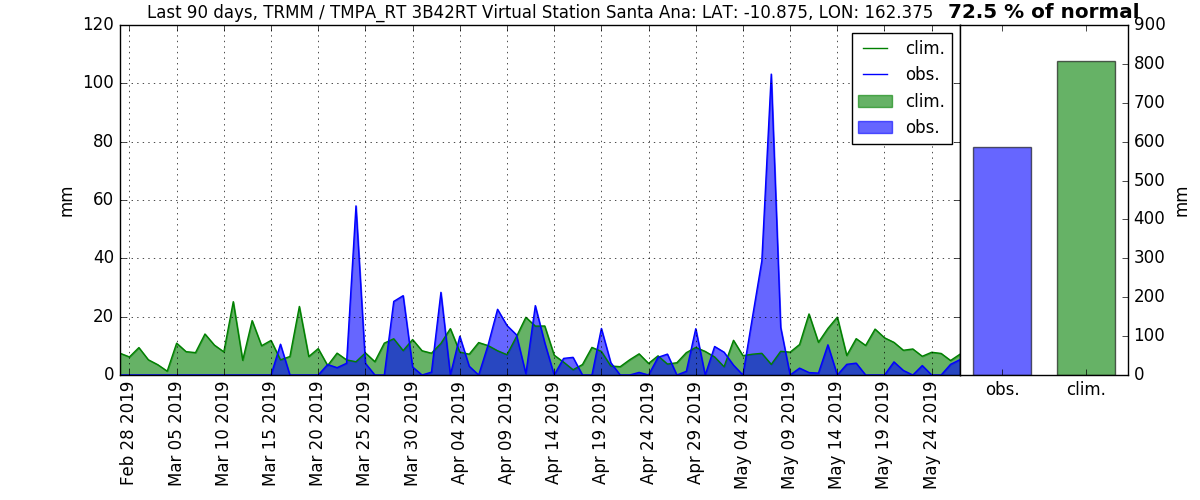 Last 90 days, TRMM / TMPA_RT 3B42RT Virtual Station Santa Ana: LAT: -10.875, LON: 162.375 72.5 % of normal
120
100
80
60
40
20
0
mm
clim.
obs.
clim.
obs.
900
800
700
600
500
400
300
200
100
0
mm
Feb 28 2019
Mar 05 2019
Mar 10 2019
Mar 15 2019
Mar 20 2019
Mar 25 2019
Mar 30 2019
Apr 04 2019
Apr 09 2019
Apr 14 2019
Apr 19 2019
Apr 24 2019
Apr 29 2019
May 04 2019
May 09 2019
May 14 2019
May 19 2019
May 24 2019
obs.
clim.